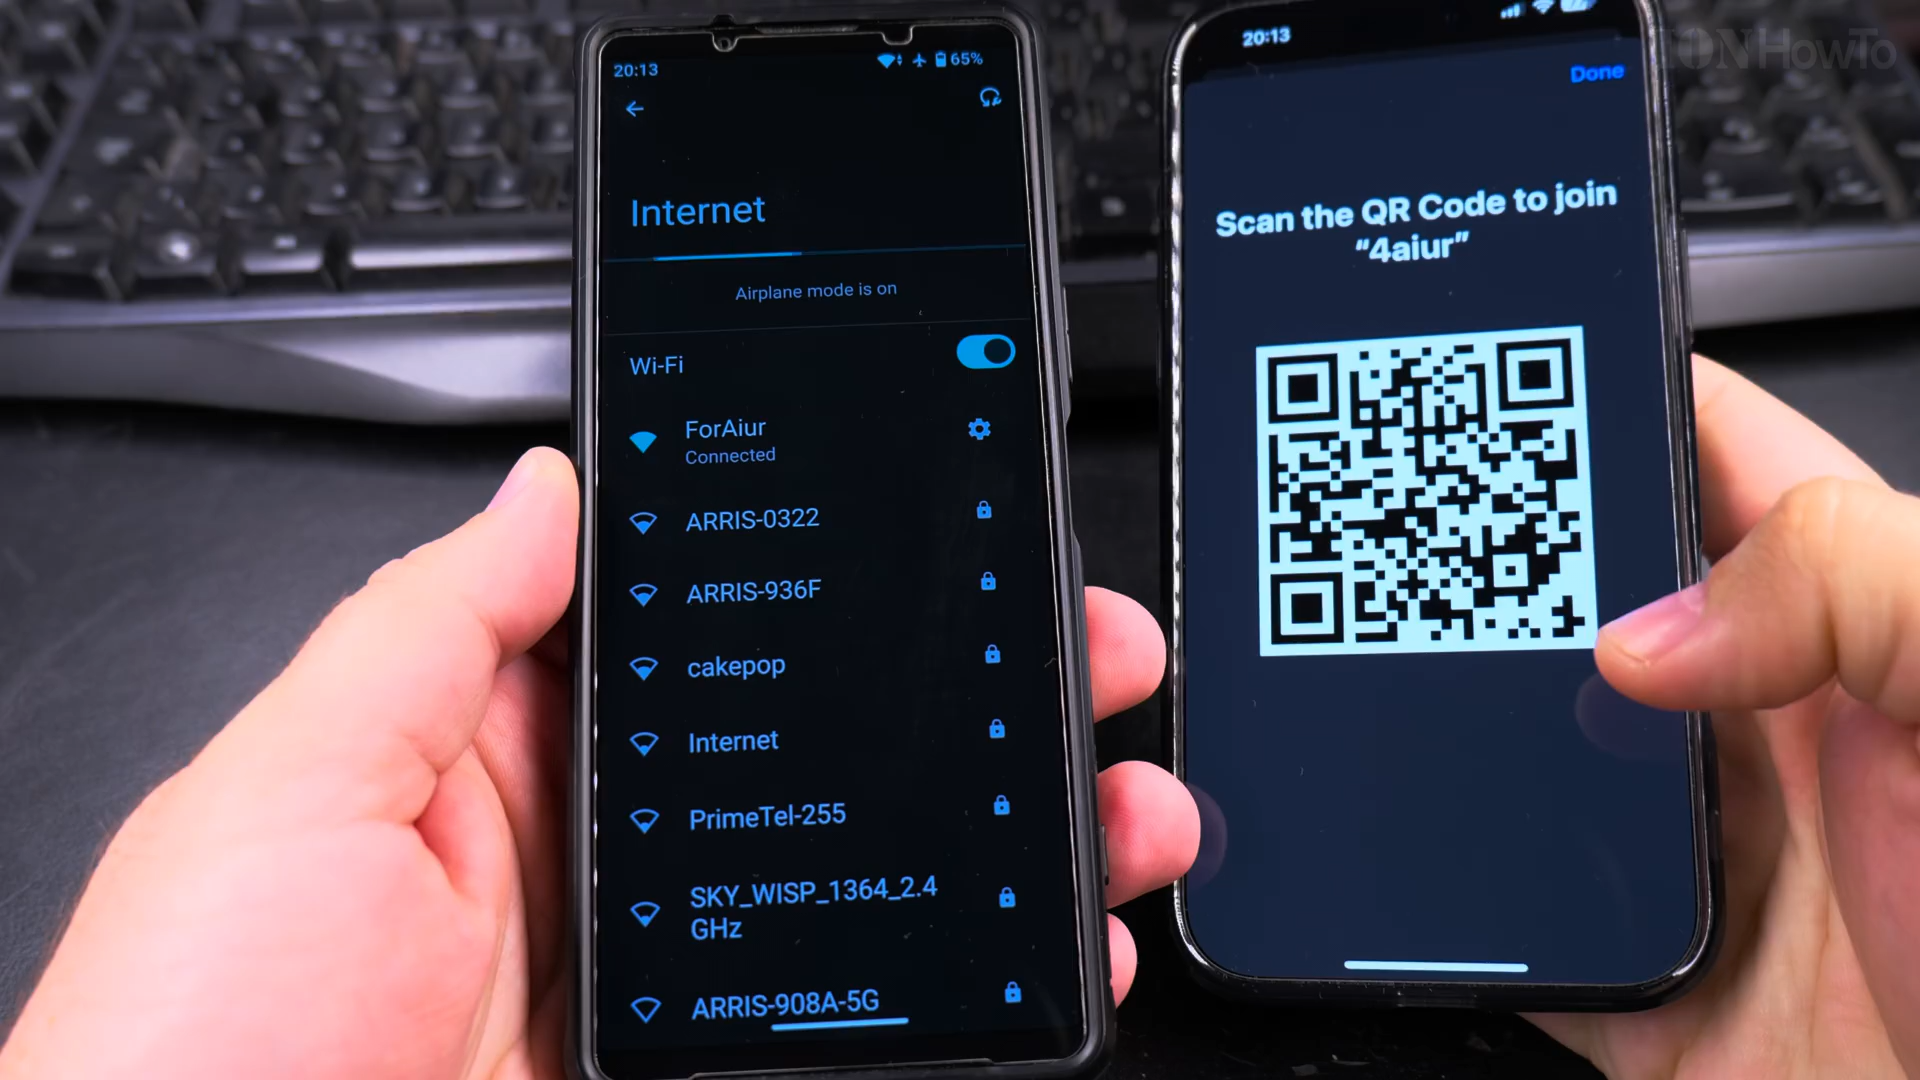 20:13
65%
Internet
Airplane mode is on
Wi-Fi
ForAiur
Connected
ARRIS-0322
ARRIS-936F
cakepop
Internet
PrimeTel-255
SKY_WISP_1364_2.4
GHz
ARRIS-908A-5G
20:13
Done
Scan the QR Code to join
“4aiur”
IONHowTo